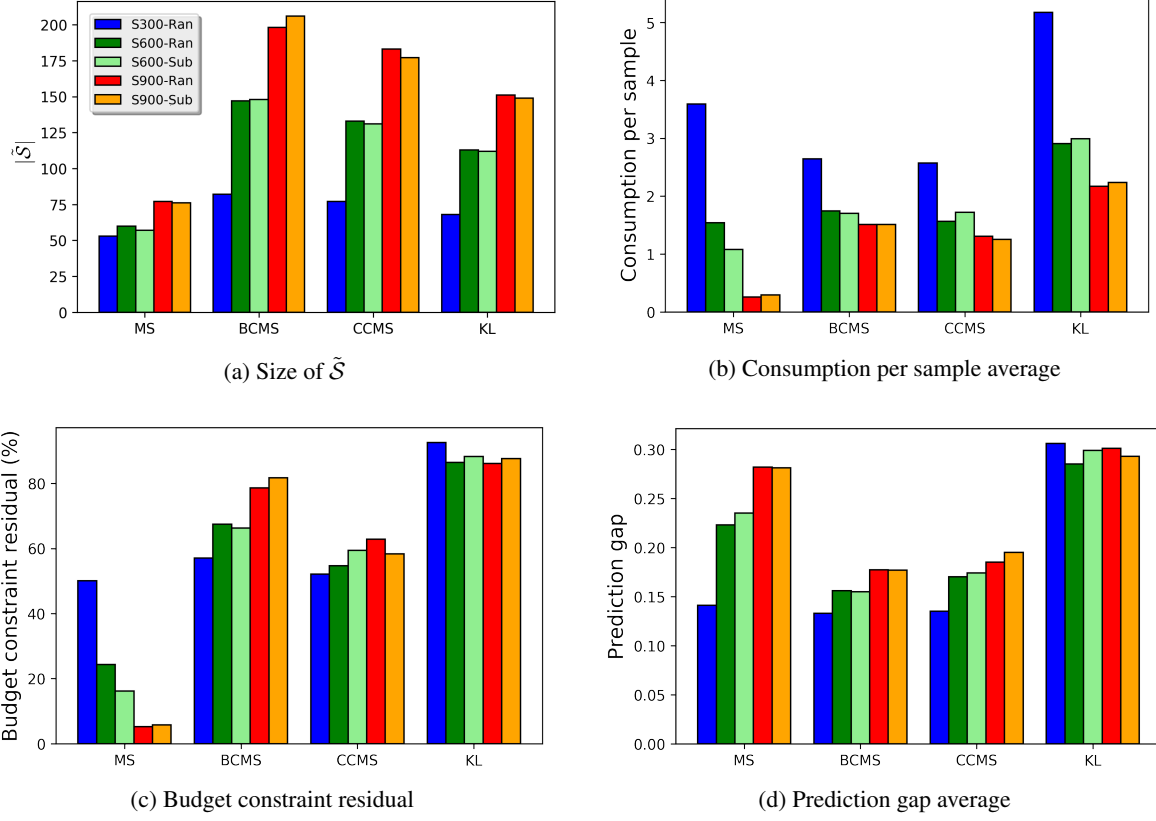 200
175
150
125
100
75
50
25
0
|S̃|
S300-Ran
S600-Ran
S600-Sub
S900-Ran
S900-Sub
MS BCMS CCMS KL
(a) Size of S̃
5
4
3
2
1
0
Consumption per sample
MS BCMS CCMS KL
(b) Consumption per sample average
80
60
40
20
0
Budget constraint residual (%)
MS BCMS CCMS KL
(c) Budget constraint residual
0.30
0.25
0.20
0.15
0.10
0.05
0.00
Prediction gap
MS BCMS CCMS KL
(d) Prediction gap average